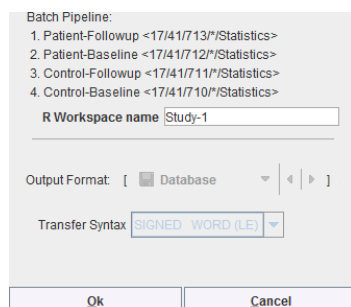 Batch Pipeline:
1. Patient-Followup <17/41/713/*/Statistics>
2. Patient-Baseline <17/41/712/*/Statistics>
3. Control-Followup <17/41/711/*/Statistics>
4. Control-Baseline <17/41/710/*/Statistics>
R Workspace name Study-1
Output Format: [ Database ]
Transfer Syntax SIGNED WORD (LE)
Ok Cancel